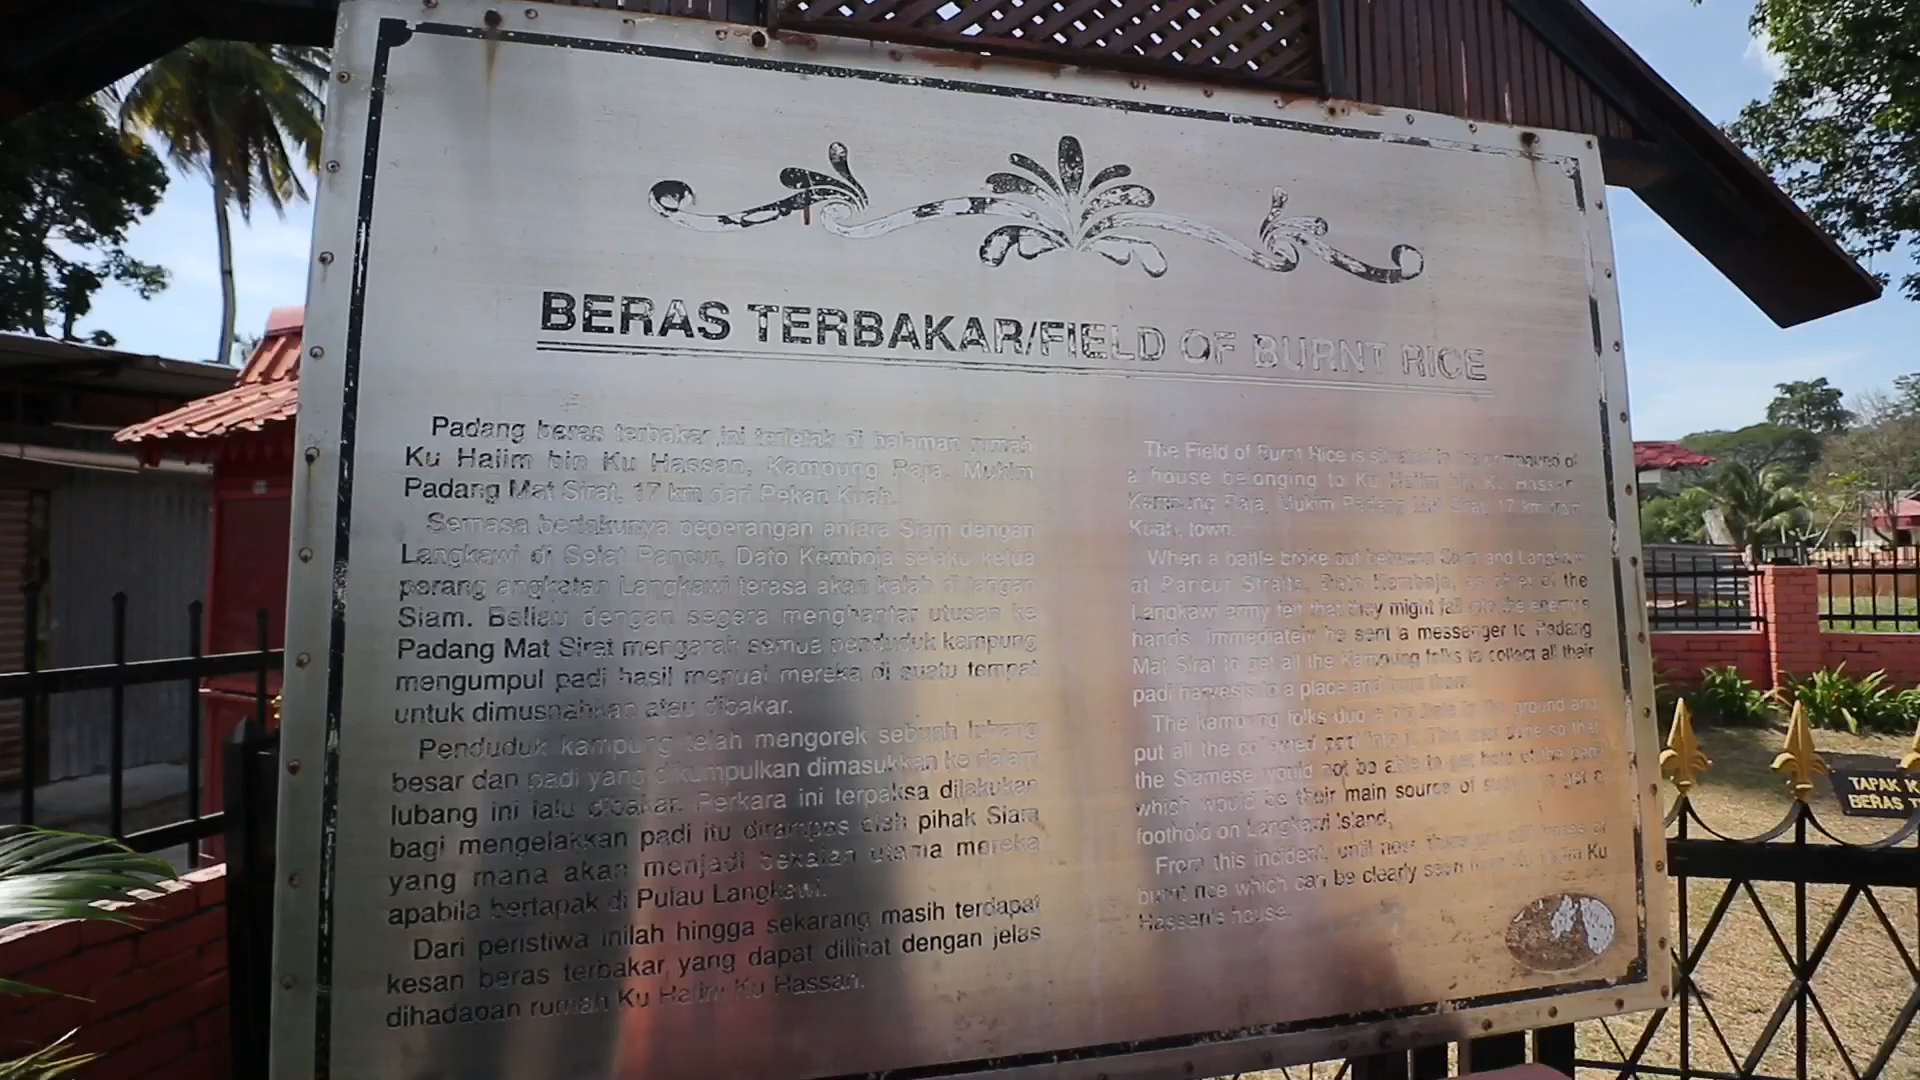 BERAS TERBAKAR/FIELD OF BURNT RICE
Padang beras terbakar ini terletak di halaman rumah
Ku Halim bin Ku Hassan, Kampung Raja, Mukim
Padang Mat Sirat, 17 km dari Pekan Kuah.
Semasa berlakunya peperangan antara Siam dengan
Langkawi di Selat Pancur, Dato Kemboja selaku ketua
perang angkatan Langkawi terasa akan kalah di tangan
Siam. Beliau dengan segera menghantar utusan ke
Padang Mat Sirat mengarah semua penduduk kampung
mengumpul padi hasil menuai mereka di suatu tempat
untuk dimusnahkan atau dibakar.
Penduduk kampung telah mengorek sebuah lubang
besar dan padi yang dikumpulkan dimasukkan ke dalam
lubang ini lalu dibakar. Perkara ini terpaksa dilakukan
bagi mengelakkan padi itu dirampas oleh pihak Siam
yang mana akan menjadi bekalan utama mereka
apabila bertapak di Pulau Langkawi.
Dari peristiwa inilah hingga sekarang masih terdapat
kesan beras terbakar yang dapat dilihat dengan jelas
dihadapan rumah Ku Halim Ku Hassan.
The Field of Burnt Rice is situated in the compound of
a house belonging to Ku Halim bin Ku Hassan,
Kampung Raja, Mukim Padang Mat Sirat, 17 km from
Kuah, town.
When a battle broke out between Siam and Langkawi
at Pancur Straits, Dato Kemboja, as chief of the
Langkawi army felt that they might fall into the enemy's
hands. Immediately he sent a messenger to Padang
Mat Sirat to get all the Kampung folks to collect all their
padi harvests to a place and burn them.
The kampung folks dug a big hole in the ground and
put all the collected padi into it. This was done so that
the Siamese would not be able to get hold of the padi
which would be their main source of to get a
foothold on Langkawi Island.
From this incident, until now, there are still traces of
burnt rice which can be clearly seen Ku Halim Ku
Hassan's house.
TAPAK K
BERAS T